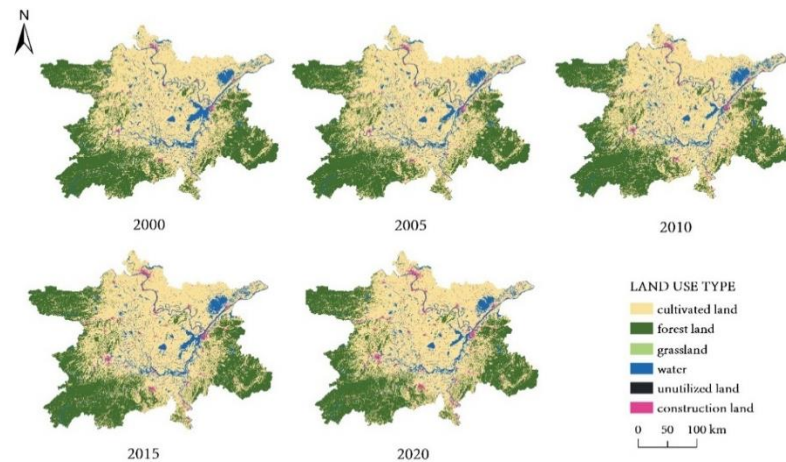 N
2000
2005
2010
2015
2020
LAND USE TYPE
cultivated land
forest land
grassland
water
unutilized land
construction land
0 50 100 km